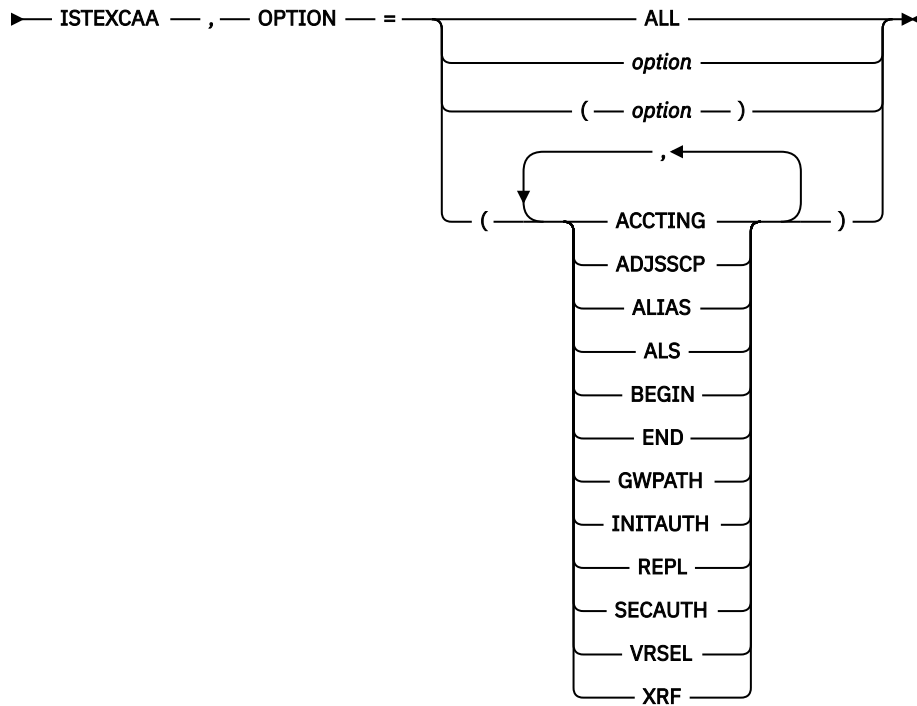 ISTEXCAA , OPTION = ALL
option
( option )
,
( ACCTING )
ADJSSCP
ALIAS
ALS
BEGIN
END
GWPATH
INITAUTH
REPL
SECAUTH
VRSEL
XRF